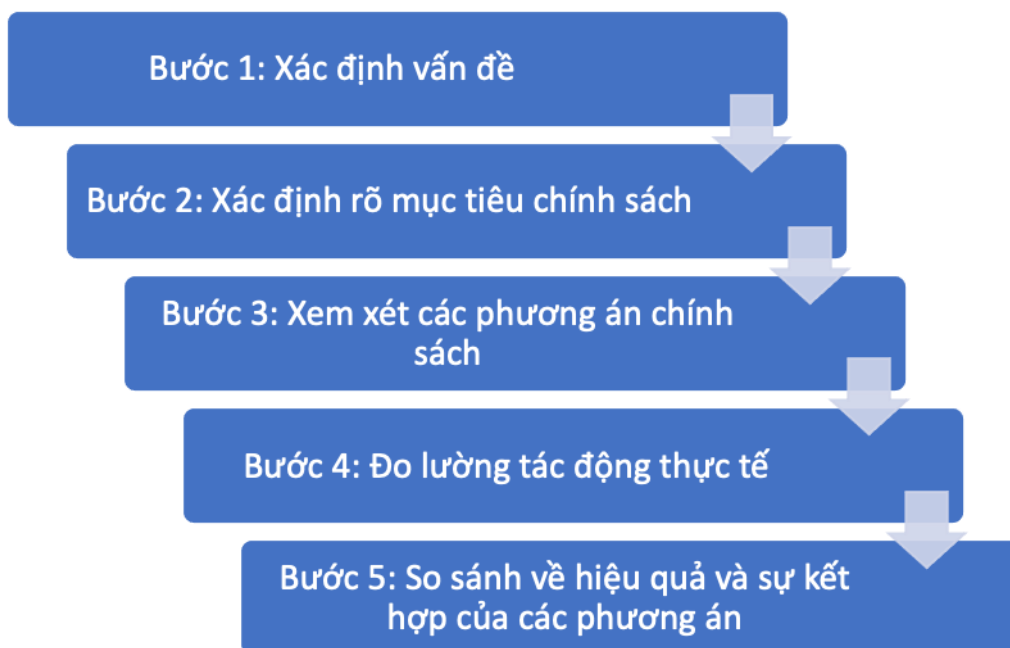 Bước 1: Xác định vấn đề
Bước 2: Xác định rõ mục tiêu chính sách
Bước 3: Xem xét các phương án chính
sách
Bước 4: Đo lường tác động thực tế
Bước 5: So sánh về hiệu quả và sự kết
hợp của các phương án